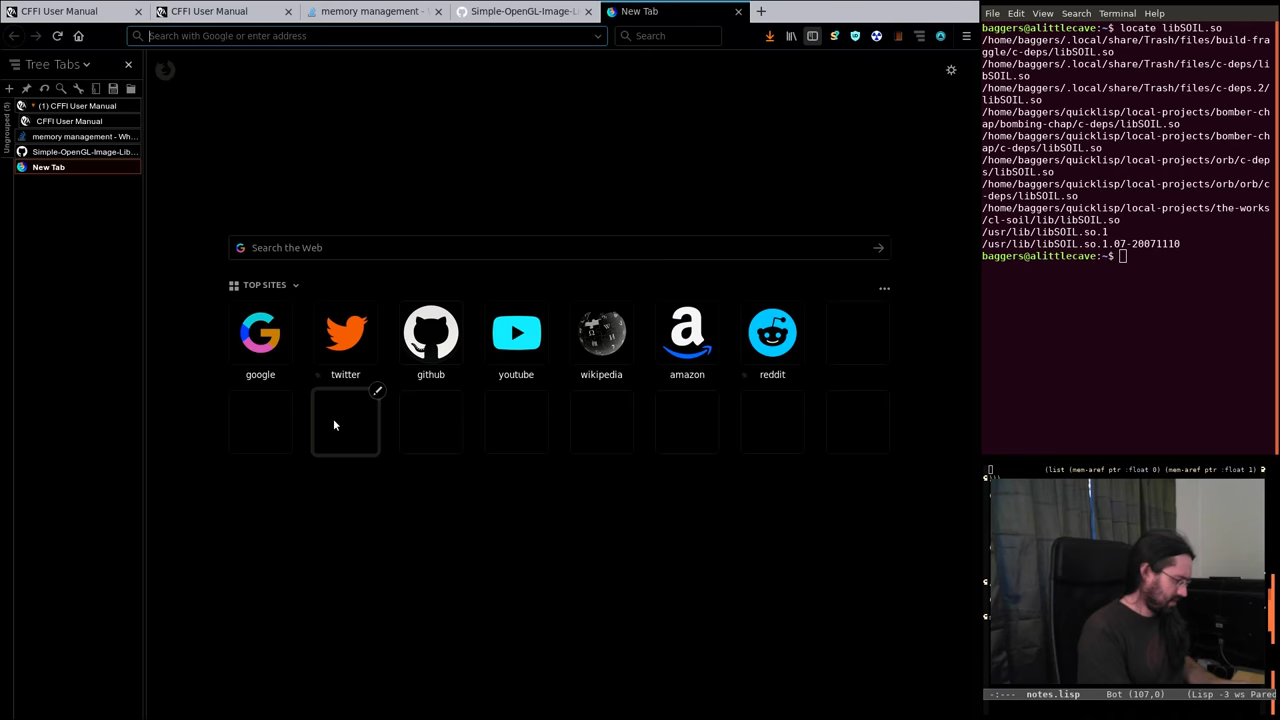 CFFI User Manual
CFFI User Manual
memory management -
Simple-OpenGL-Image-Li
New Tab
Search with Google or enter address
Search
Tree Tabs
Ungrouped (5)
(1) CFFI User Manual
CFFI User Manual
memory management - Wh...
Simple-OpenGL-Image-Lib...
New Tab
Search the Web
TOP SITES
google
twitter
github
youtube
wikipedia
amazon
reddit
File Edit View Search Terminal Help
baggers@alittlecave:~$ locate libSOIL.so
/home/baggers/.local/share/Trash/files/build-fra
ggle/c-deps/libSOIL.so
/home/baggers/.local/share/Trash/files/c-deps/li
bSOIL.so
/home/baggers/.local/share/Trash/files/c-deps.2/
libSOIL.so
/home/baggers/quicklisp/local-projects/bomber-ch
ap/bombing-chap/c-deps/libSOIL.so
/home/baggers/quicklisp/local-projects/bomber-ch
ap/c-deps/libSOIL.so
/home/baggers/quicklisp/local-projects/orb/c-dep
s/libSOIL.so
/home/baggers/quicklisp/local-projects/orb/orb/c
-deps/libSOIL.so
/home/baggers/quicklisp/local-projects/the-works
/cl-soil/lib/libSOIL.so
/usr/lib/libSOIL.so.1
/usr/lib/libSOIL.so.1.07-20071110
baggers@alittlecave:~$
(list (mem-aref ptr :float 0) (mem-aref ptr :float 1)
-:--- notes.lisp Bot (107,0) (Lisp -3 ws Pared